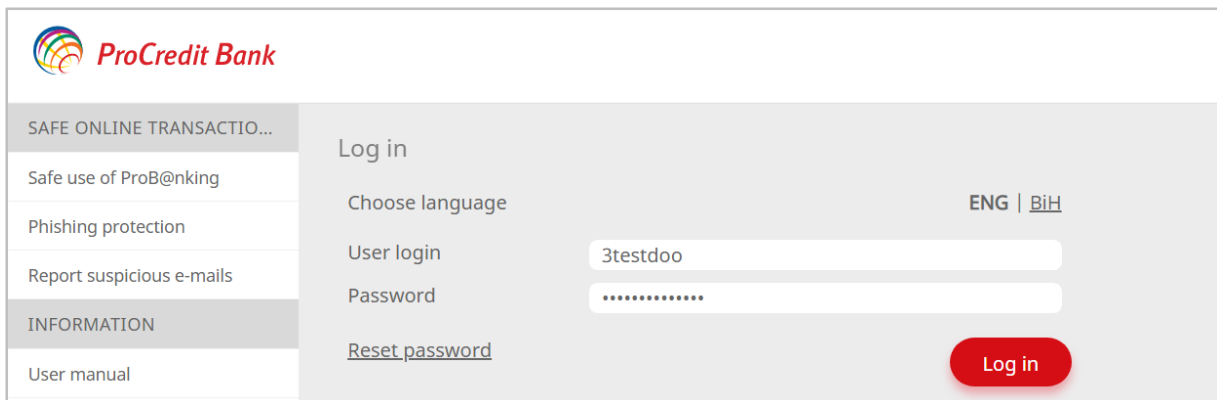 ProCredit Bank
SAFE ONLINE TRANSACTIO...
Safe use of ProB@nking
Phishing protection
Report suspicious e-mails
INFORMATION
User manual
Log in
Choose language ENG | BiH
User login 3testdoo
Password ••••••••••••••
Reset password Log in